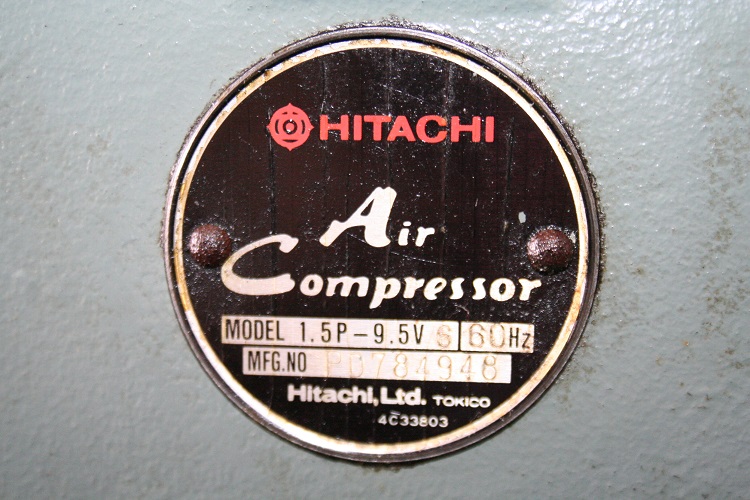 HITACHI
Air
Compressor
MODEL 1.5P-9.5V S 60Hz
MFG.NO PD784948
Hitachi, Ltd. TOKICO
4C33803